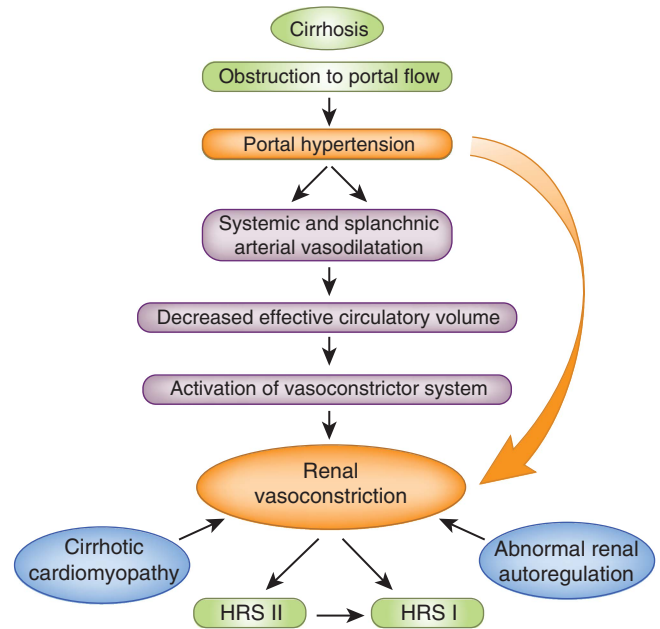 Cirrhosis
Obstruction to portal flow
Portal hypertension
Systemic and splanchnic
arterial vasodilatation
Decreased effective circulatory volume
Activation of vasoconstrictor system
Renal
vasoconstriction
Cirrhotic
cardiomyopathy
Abnormal renal
autoregulation
HRS II
HRS I